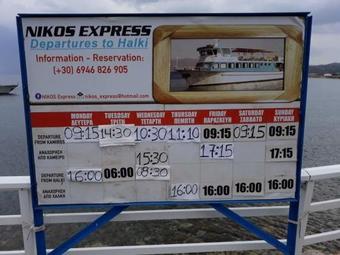 NIKOS EXPRESS
Departures to Halki
Information - Reservation:
(+30) 6946 826 905
NIKOS Express nikos_express@hotmail.com
MONDAY TUESDAY WEDNESDAY THURSDAY FRIDAY SATURDAY SUNDAY
ΔΕΥΤΕΡΑ ΤΡΙΤΗ ΤΕΤΑΡΤΗ ΠΕΜΠΤΗ ΠΑΡΑΣΚΕΥΗ ΣΑΒΒΑΤΟ ΚΥΡΙΑΚΗ
DEPARTURE FROM KAMIROS 09:15 14:30 10:30 11:10 09:15 09:15 09:15
ΑΝΑΧΩΡΗΣΗ ΑΠΟ ΚΑΜΕΙΡΟ 15:30 17:15 17:15
DEPARTURE FROM HALKI 16:00 06:00 08:30
ΑΝΑΧΩΡΗΣΗ ΑΠΟ ΧΑΛΚΗ 16:00 16:00 16:00 16:00